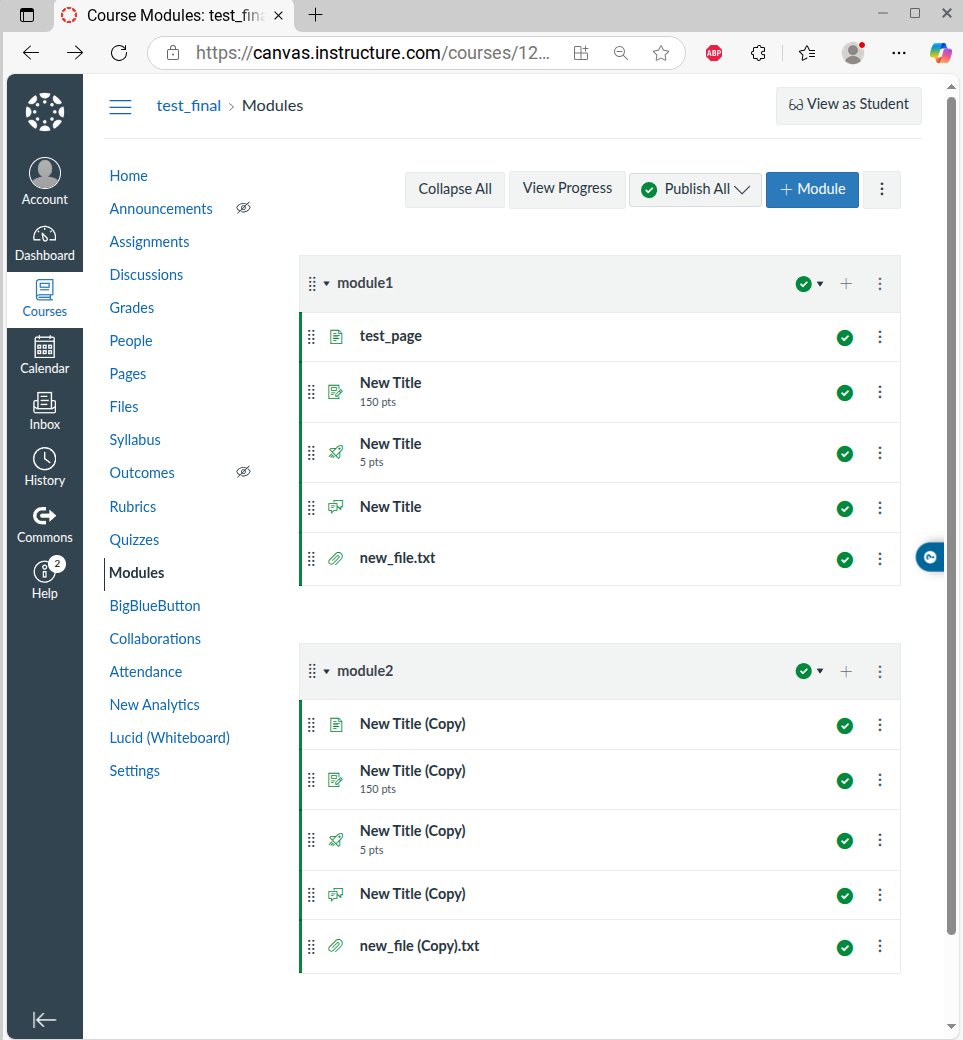 Course Modules: test_fina
https://canvas.instructure.com/courses/12...
ABP
test_final › Modules
View as Student
Account
Dashboard
Courses
Calendar
Inbox
History
Commons
2
Help
Home
Announcements
Assignments
Discussions
Grades
People
Pages
Files
Syllabus
Outcomes
Rubrics
Quizzes
Modules
BigBlueButton
Collaborations
Attendance
New Analytics
Lucid (Whiteboard)
Settings
Collapse All
View Progress
Publish All
+ Module
module1
test_page
New Title
150 pts
New Title
5 pts
New Title
new_file.txt
module2
New Title (Copy)
New Title (Copy)
150 pts
New Title (Copy)
5 pts
New Title (Copy)
new_file (Copy).txt